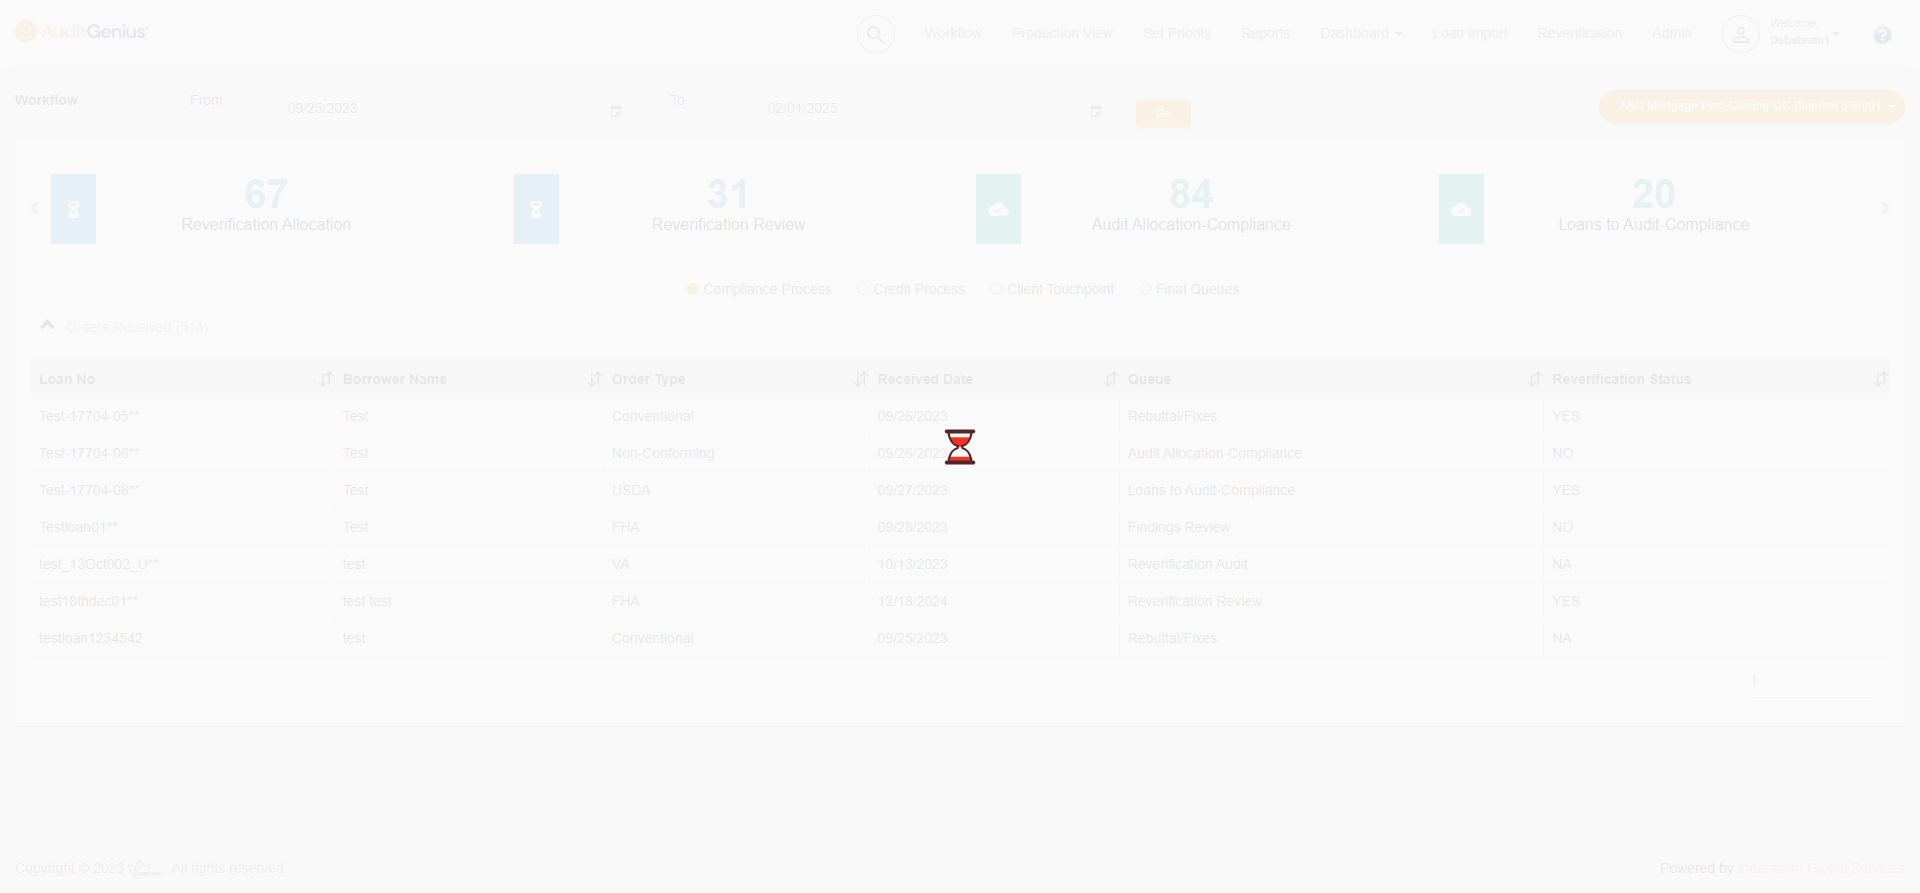 AuditGenius
Workflow Production View Set Priority Reports Dashboard Loan Import Reverification Admin Welcome, Debabrata1
Workflow From 09/25/2023 To 02/01/2025 Go A&D Mortgage Post-Closing QC Blended 836001
67 31 84 20
Reverification Allocation Reverification Review Audit Allocation-Compliance Loans to Audit-Compliance
Compliance Process Credit Process Client Touchpoint Final Queues
Orders Received (514)
Loan No Borrower Name Order Type Received Date Queue Reverification Status
Test-17704-05** Test Conventional 09/26/2023 Rebuttal/Fixes YES
Test-17704-06** Test Non-Conforming 09/26/2023 Audit Allocation-Compliance NO
Test-17704-08** Test USDA 09/27/2023 Loans to Audit-Compliance YES
Testloan01** Test FHA 09/28/2023 Findings Review NO
test_13Oct002_U** test VA 10/13/2023 Reverification Audit NA
test18thdec01** test test FHA 12/18/2024 Reverification Review YES
testloan1234542 test Conventional 09/25/2023 Rebuttal/Fixes NA
1
Copyright © 2023 . All rights reserved. Powered by Indecomm Global Services